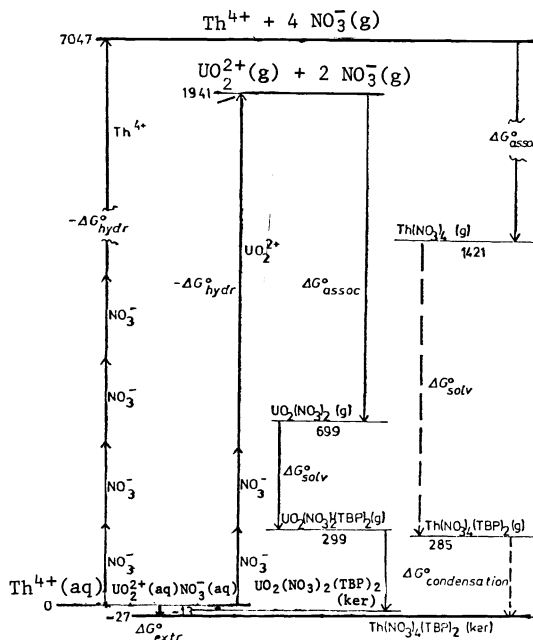 Th⁴⁺ + 4 NO₃⁻(g)
7047
UO₂²⁺(g) + 2 NO₃⁻(g)
1941
Th⁴⁺
ΔG°assoc
-ΔG°hydr
Th(NO₃)₄ (g)
1421
UO₂²⁺
-ΔG°hydr
ΔG°assoc
NO₃⁻
NO₃⁻
ΔG°solv
UO₂(NO₃)₂ (g)
699
ΔG°solv
NO₃⁻
NO₃⁻
UO₂(NO₃)₂(TBP)₂(g)
299
Th(NO₃)₄(TBP)₂(g)
285
NO₃⁻
NO₃⁻
ΔG°condensation
Th⁴⁺(aq)
UO₂²⁺(aq)NO₃⁻(aq)
UO₂(NO₃)₂(TBP)₂
(ker)
0
-13
-27
ΔG°extr
Th(NO₃)₄(TBP)₂ (ker)